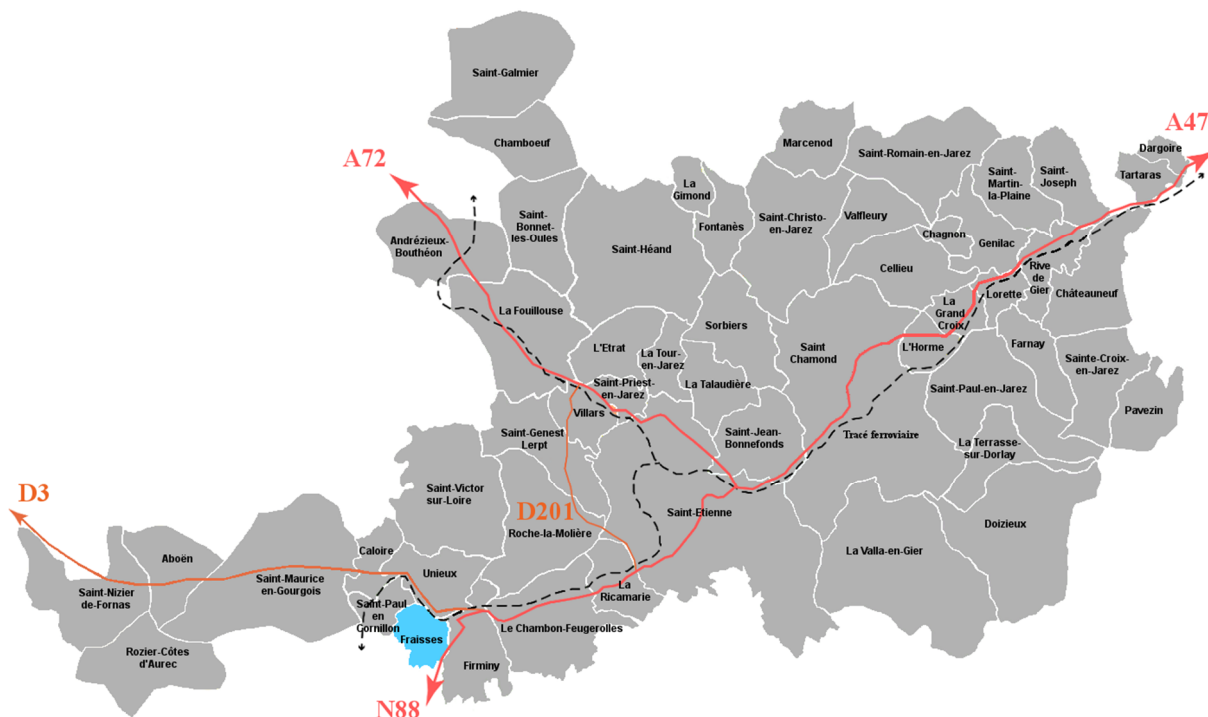 Saint-Galmier
Chamboeuf
A72
Marcenod
Saint-Romain-en-Jarez
A47
Dargoire
Tartaras
La
Gimond
Saint-
Martin-
la-Plaine
Saint-
Joseph
Andrézieux-
Bouthéon
Saint-
Bonnet-
les-Oules
Saint-Héand
Fontanès
Saint-Christo-
en-Jarez
Valfleury
Chagnon
Genilac
Cellieu
Rive
de
Gier
Châteauneuf
La Fouillouse
La
Grand
Croix
Lorette
Sorbiers
Saint
Chamond
L'Horme
Farnay
L'Etrat
La Tour-
en-Jarez
Sainte-Croix-
en-Jarez
Saint-Priest-
en-Jarez
La Talaudière
Saint-Paul-en-Jarez
Pavezin
Villars
Saint-Genest
Lerpt
Saint-Jean-
Bonnefonds
Tracé ferroviaire
La Terrasse-
sur-Dorlay
Saint-Victor
sur-Loire
D3
D201
Roche-la-Molière
Saint-Etienne
Doizieux
La Valla-en-Gier
Aboën
Caloire
Unieux
Saint-Maurice
en-Gourgois
Saint-Nizier
de-Fornas
Saint-Paul
en
Cornillon
La
Ricamarie
Fraisses
Le Chambon-Feugerolles
Rozier-Côtes
d'Aurec
Firminy
N88